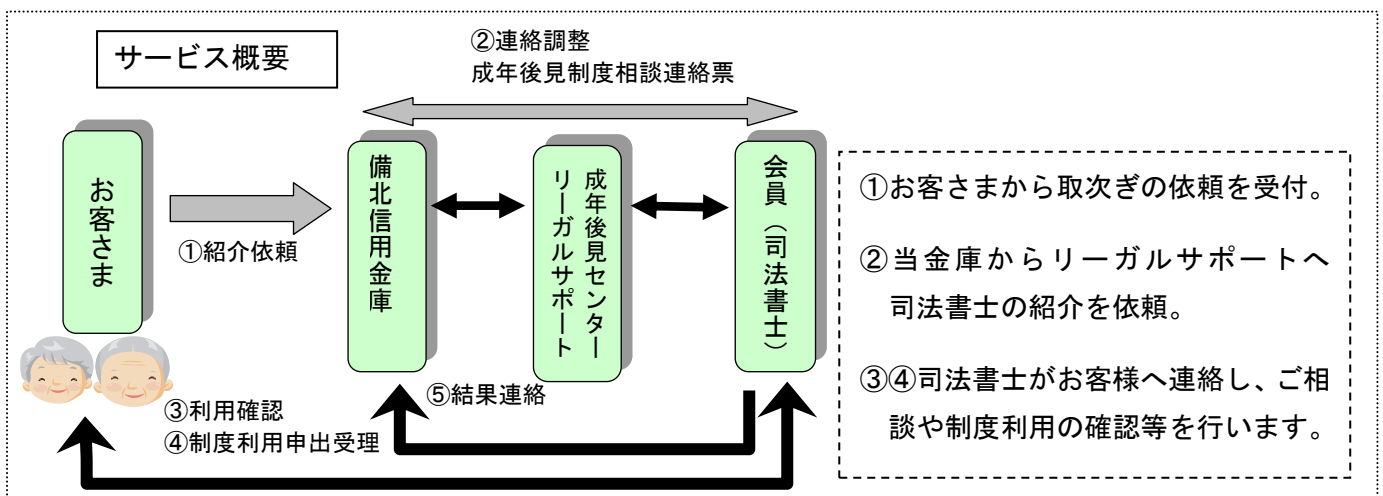 サービス概要
②連絡調整
成年後見制度相談連絡票
お客さま
①紹介依頼
備北信用金庫
成年後見センター
リーガルサポート
会員（司法書士）
⑤結果連絡
③利用確認
④制度利用申出受理
①お客さまから取次ぎの依頼を受付。
②当金庫からリーガルサポートへ
司法書士の紹介を依頼。
③④司法書士がお客様へ連絡し、ご相
談や制度利用の確認等を行います。